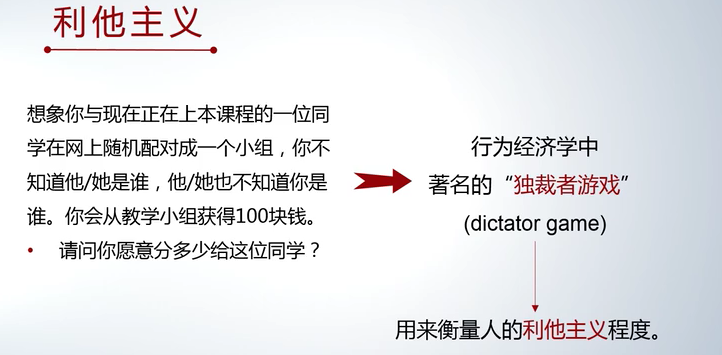 利他主义
想象你与现在正在上本课程的一位同
学在网上随机配对成一个小组，你不
知道他/她是谁，他/她也不知道你是
谁。你会从教学小组获得100块钱。
• 请问你愿意分多少给这位同学？
行为经济学中
著名的“独裁者游戏”
(dictator game)
用来衡量人的利他主义程度。